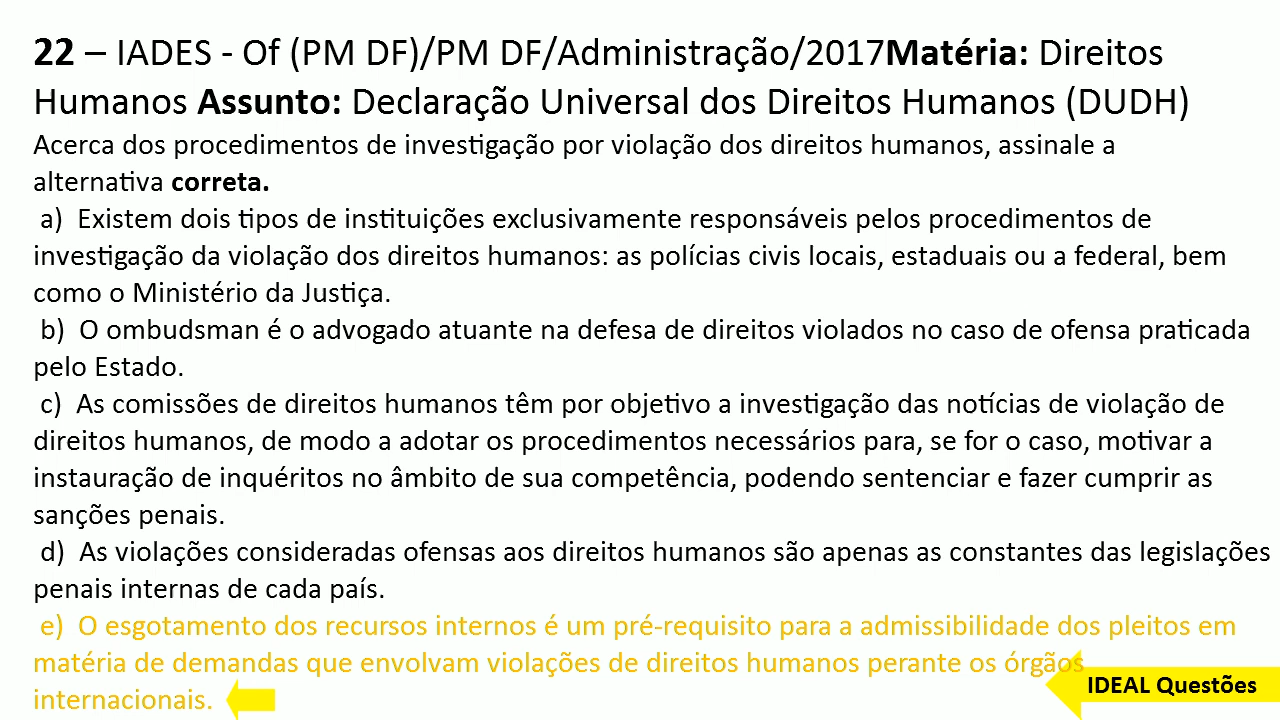 22 – IADES - Of (PM DF)/PM DF/Administração/2017Matéria: Direitos
Humanos Assunto: Declaração Universal dos Direitos Humanos (DUDH)
Acerca dos procedimentos de investigação por violação dos direitos humanos, assinale a
alternativa correta.
a) Existem dois tipos de instituições exclusivamente responsáveis pelos procedimentos de
investigação da violação dos direitos humanos: as polícias civis locais, estaduais ou a federal, bem
como o Ministério da Justiça.
b) O ombudsman é o advogado atuante na defesa de direitos violados no caso de ofensa praticada
pelo Estado.
c) As comissões de direitos humanos têm por objetivo a investigação das notícias de violação de
direitos humanos, de modo a adotar os procedimentos necessários para, se for o caso, motivar a
instauração de inquéritos no âmbito de sua competência, podendo sentenciar e fazer cumprir as
sanções penais.
d) As violações consideradas ofensas aos direitos humanos são apenas as constantes das legislações
penais internas de cada país.
e) O esgotamento dos recursos internos é um pré-requisito para a admissibilidade dos pleitos em
matéria de demandas que envolvam violações de direitos humanos perante os órgãos
internacionais.
IDEAL Questões